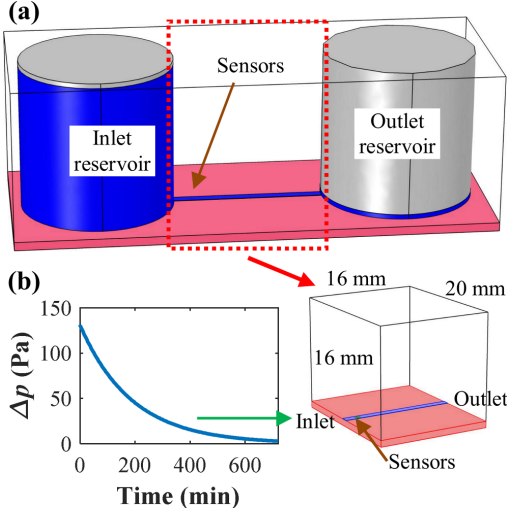 (a)
Sensors
Inlet
reservoir
Outlet
reservoir
(b)
16 mm
20 mm
16 mm
150
100
50
0
Δp (Pa)
0
200
400
600
Time (min)
Inlet
Outlet
Sensors